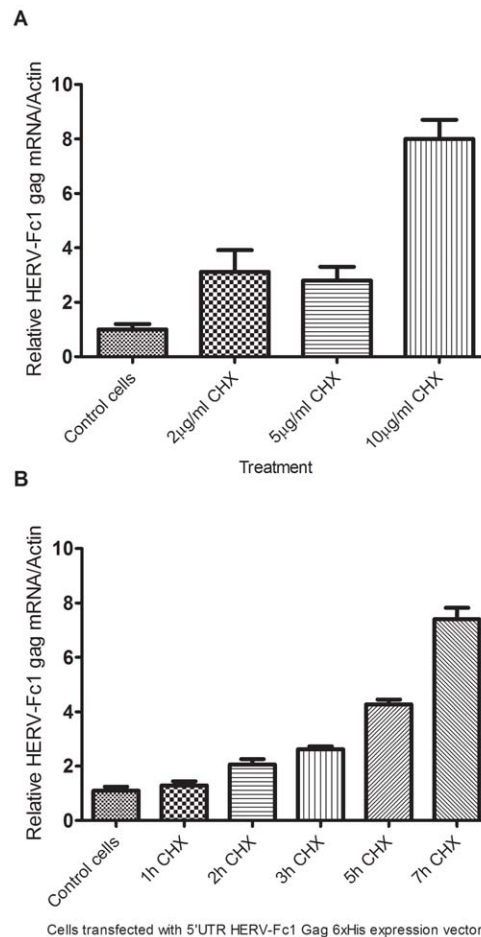 A
Relative HERV-Fc1 gag mRNA/Actin
10
8
6
4
2
0
Control cells
2µg/ml CHX
5µg/ml CHX
10µg/ml CHX
Treatment
B
Relative HERV-Fc1 gag mRNA/Actin
10
8
6
4
2
0
Control cells
1h CHX
2h CHX
3h CHX
5h CHX
7h CHX
Cells transfected with 5'UTR HERV-Fc1 Gag 6xHis expression vector